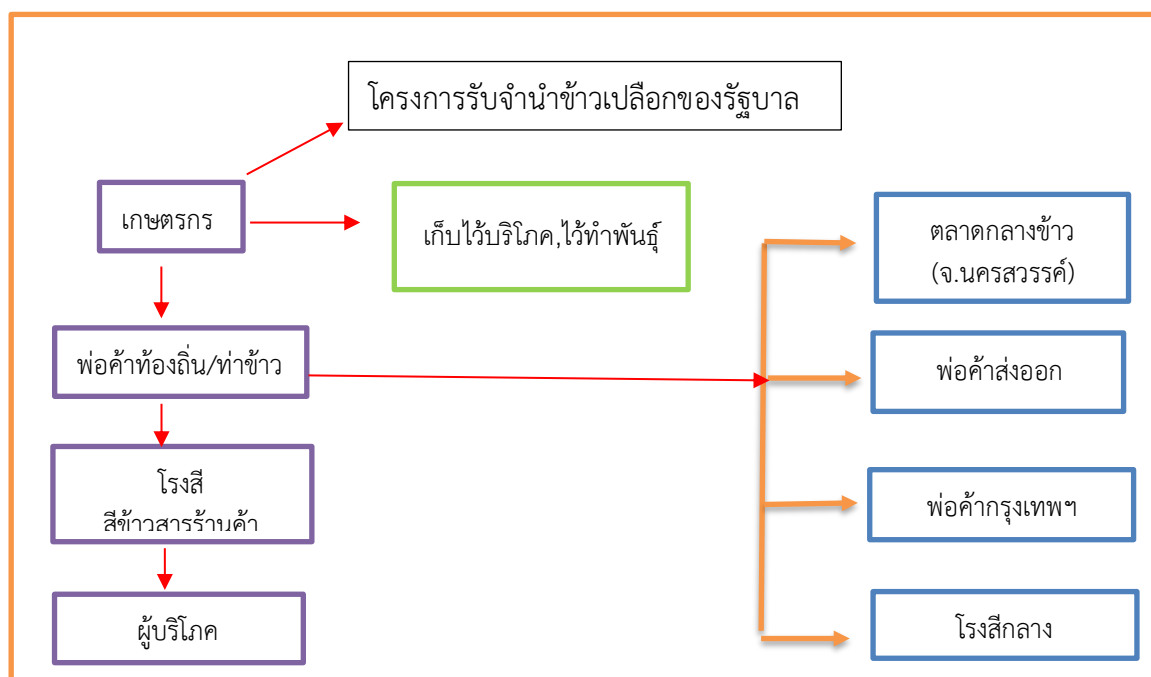 โครงการรับจำนำข้าวเปลือกของรัฐบาล
เกษตรกร
เก็บไว้บริโภค,ไว้ทำพันธุ์
ตลาดกลางข้าว
(จ.นครสวรรค์)
พ่อค้าท้องถิ่น/ท่าข้าว
พ่อค้าส่งออก
โรงสี
สีข้าวสารร้านค้า
พ่อค้ากรุงเทพฯ
ผู้บริโภค
โรงสีกลาง